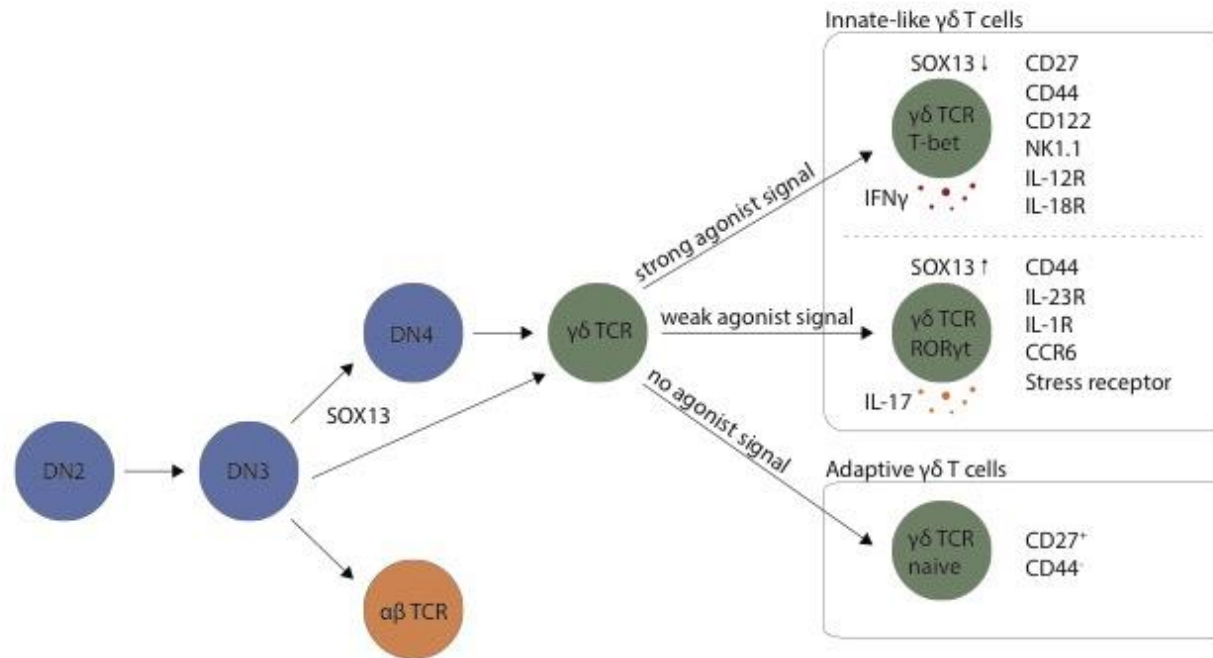 Innate-like γδ T cells
SOX13 ↓
γδ TCR
T-bet
IFNγ
CD27
CD44
CD122
NK1.1
IL-12R
IL-18R
strong agonist signal
SOX13 ↑
γδ TCR
RORγt
IL-17
CD44
IL-23R
IL-1R
CCR6
Stress receptor
weak agonist signal
DN4
γδ TCR
SOX13
no agonist signal
DN2
DN3
Adaptive γδ T cells
γδ TCR
naive
CD27⁺
CD44⁻
αβ TCR